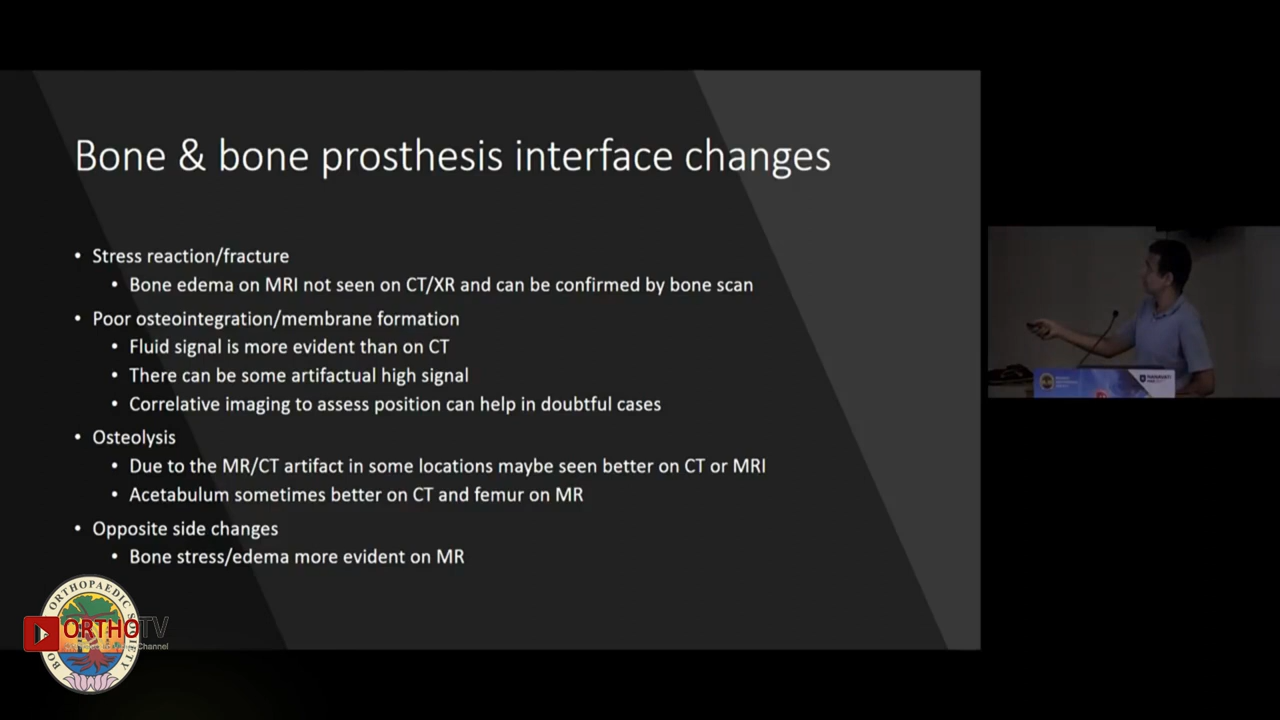 Bone & bone prosthesis interface changes
• Stress reaction/fracture
• Bone edema on MRI not seen on CT/XR and can be confirmed by bone scan
• Poor osteointegration/membrane formation
• Fluid signal is more evident than on CT
• There can be some artifactual high signal
• Correlative imaging to assess position can help in doubtful cases
• Osteolysis
• Due to the MR/CT artifact in some locations maybe seen better on CT or MRI
• Acetabulum sometimes better on CT and femur on MR
• Opposite side changes
• Bone stress/edema more evident on MR
ORTHOPAEDIC
ORTHOTV
Channel